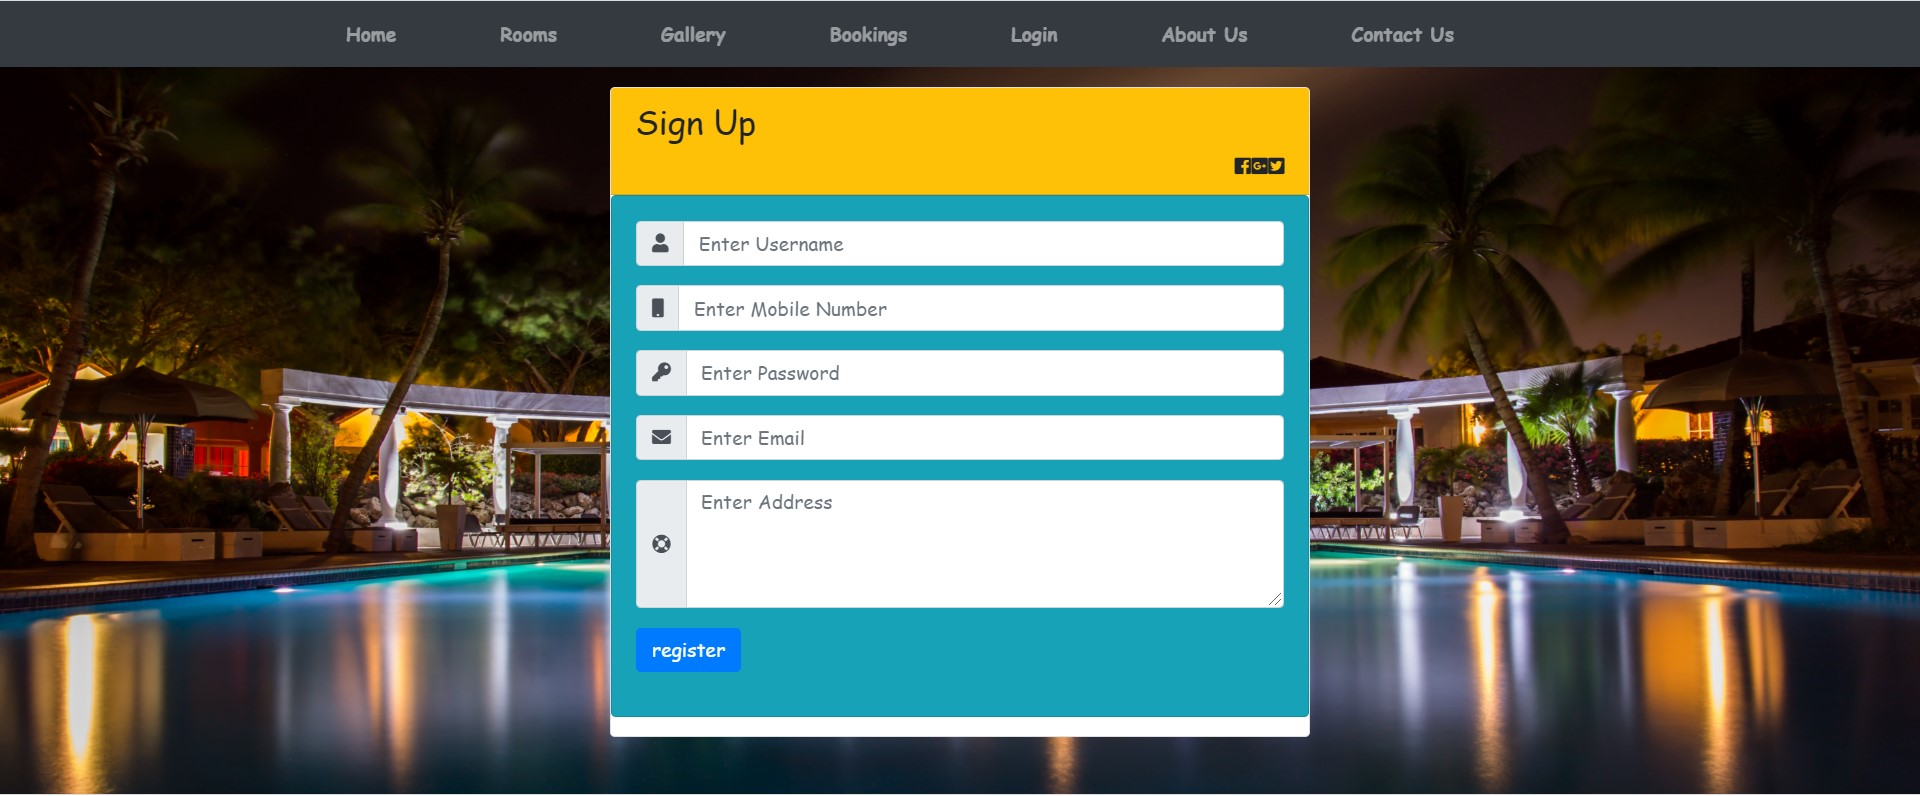 Home Rooms Gallery Bookings Login About Us Contact Us
Sign Up
Enter Username
Enter Mobile Number
Enter Password
Enter Email
Enter Address
register